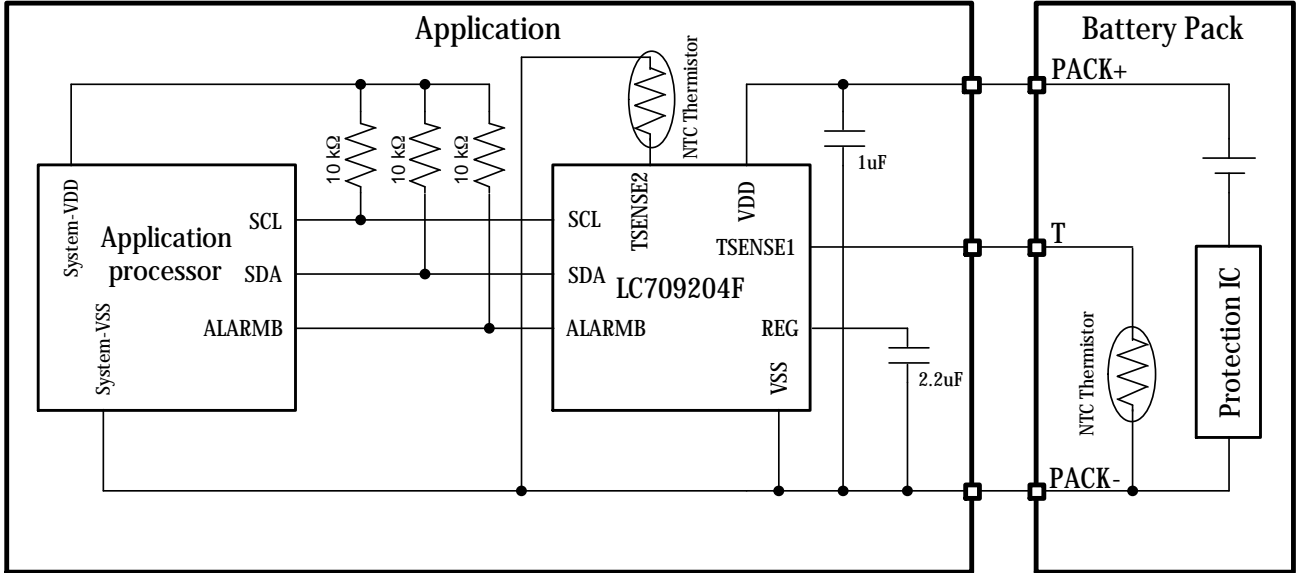 Application
Battery Pack
PACK+
NTC Thermistor
10 kΩ
10 kΩ
10 kΩ
1uF
System-VDD
TSENSE2
VDD
SCL
SCL
T
Application
processor
TSENSE1
SDA
SDA
LC709204F
Protection IC
System-VSS
ALARMB
ALARMB
REG
VSS
2.2uF
NTC Thermistor
PACK-